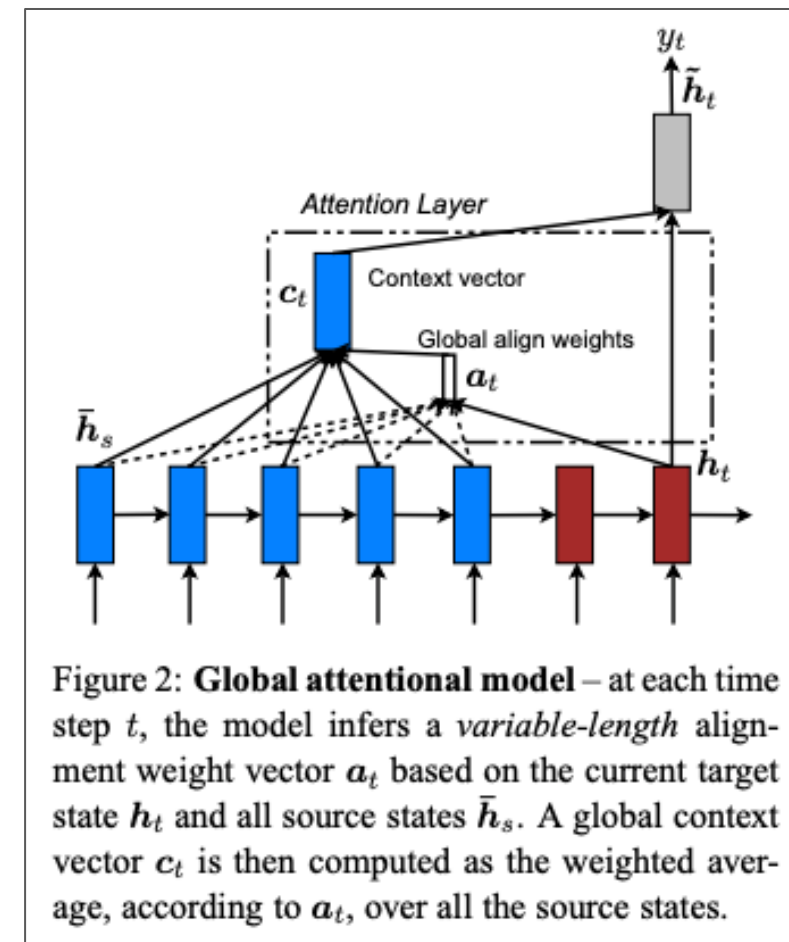 yₜ
h̃ₜ
Attention Layer
cₜ
Context vector
Global align weights
aₜ
h̄ₛ
hₜ
Figure 2: Global attentional model – at each time
step t, the model infers a variable-length align-
ment weight vector aₜ based on the current target
state hₜ and all source states h̄ₛ. A global context
vector cₜ is then computed as the weighted aver-
age, according to aₜ, over all the source states.